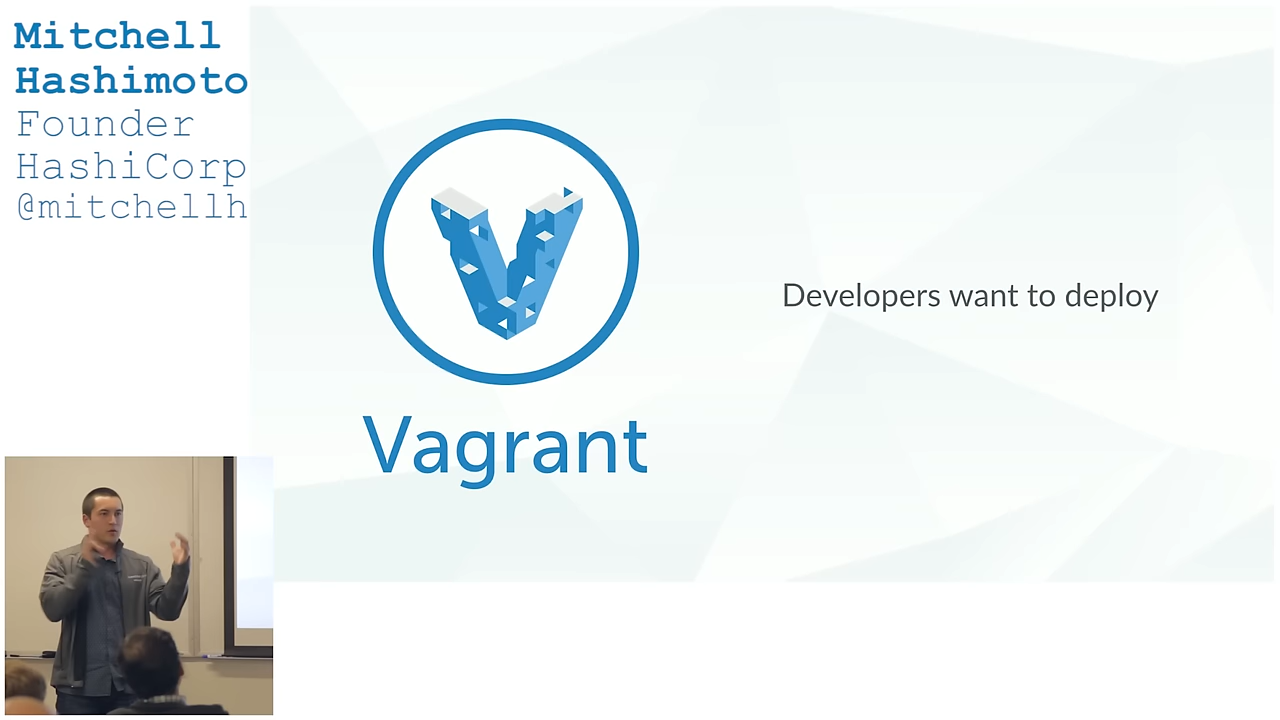 Mitchell
Hashimoto
Founder
HashiCorp
@mitchellh
Developers want to deploy
Vagrant